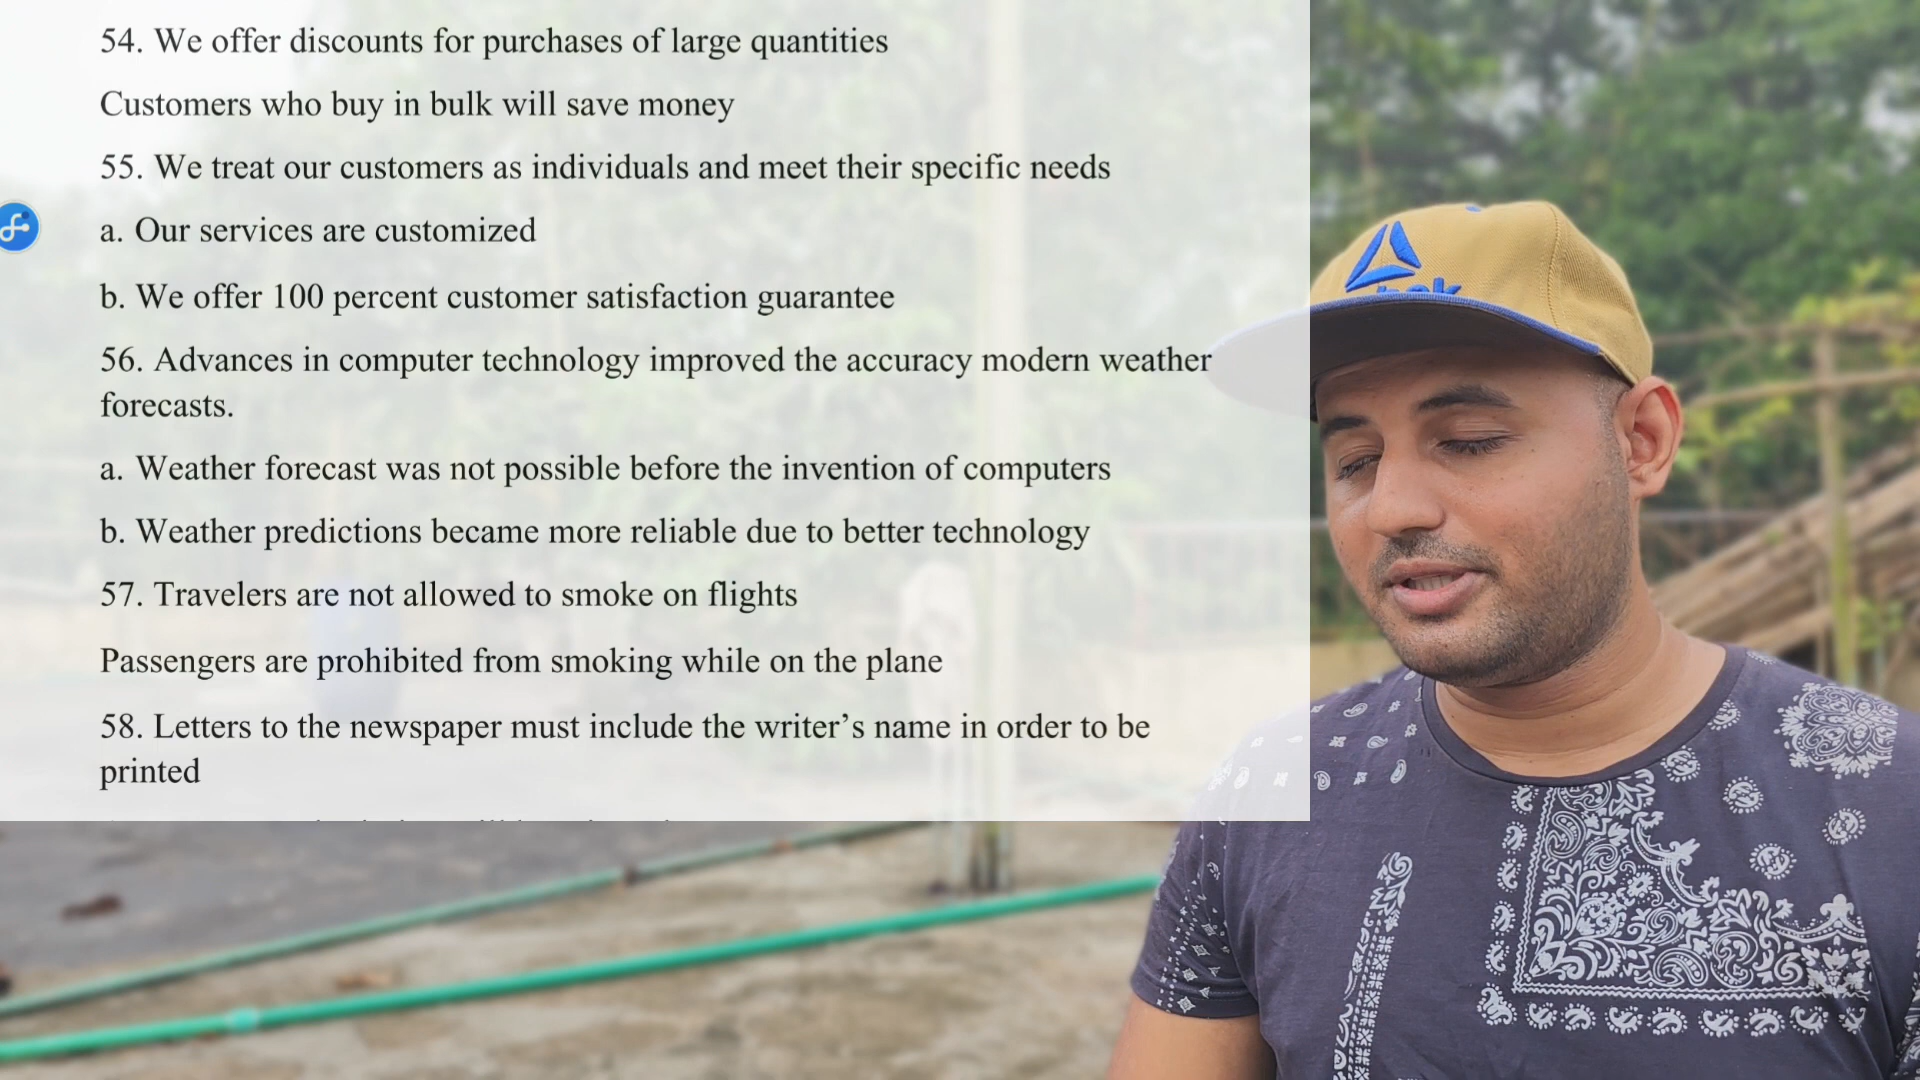 54. We offer discounts for purchases of large quantities
Customers who buy in bulk will save money
55. We treat our customers as individuals and meet their specific needs
a. Our services are customized
b. We offer 100 percent customer satisfaction guarantee
56. Advances in computer technology improved the accuracy modern weather
forecasts.
a. Weather forecast was not possible before the invention of computers
b. Weather predictions became more reliable due to better technology
57. Travelers are not allowed to smoke on flights
Passengers are prohibited from smoking while on the plane
58. Letters to the newspaper must include the writer’s name in order to be
printed